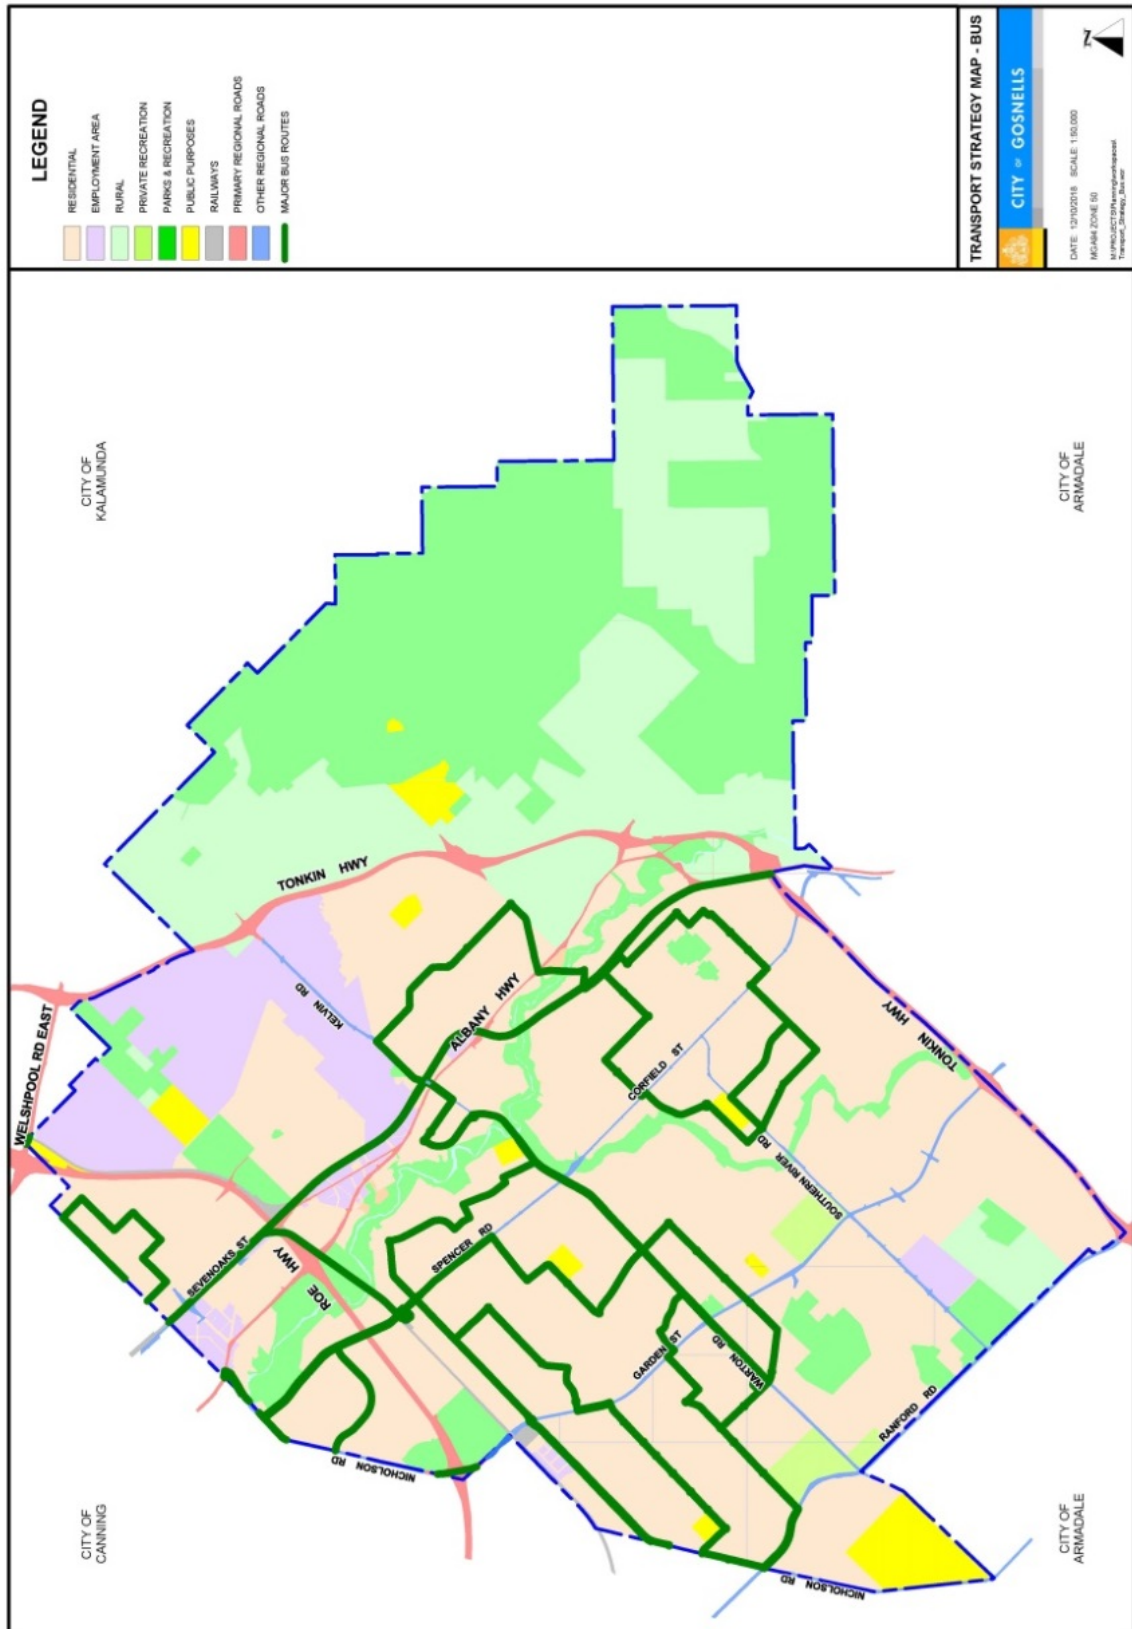 LEGEND
RESIDENTIAL
EMPLOYMENT AREA
RURAL
PRIVATE RECREATION
PARKS & RECREATION
PUBLIC PURPOSES
RAILWAYS
PRIMARY REGIONAL ROADS
OTHER REGIONAL ROADS
MAJOR BUS ROUTES
TRANSPORT STRATEGY MAP - BUS
CITY OF GOSNELLS
DATE: 12/10/2018 SCALE: 1:50,000
MGA94 ZONE 50
N
CITY OF
KALAMUNDA
CITY OF
ARMADALE
CITY OF
CANNING
CITY OF
ARMADALE
WELSHPOOL RD EAST
TONKIN HWY
KELVIN RD
ALBANY HWY
SEVENOAKS ST
ROE HWY
SPENCER RD
CORFIELD ST
SOUTHERN RIVER RD
TONKIN HWY
GARDEN ST
WARTON RD
RANFORD RD
NICHOLSON RD
NICHOLSON RD